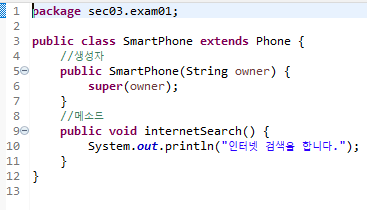 1 package sec03.exam01;
2
3 public class SmartPhone extends Phone {
4     //생성자
5     public SmartPhone(String owner) {
6         super(owner);
7     }
8     //메소드
9     public void internetSearch() {
10         System.out.println("인터넷 검색을 합니다.");
11     }
12 }
13